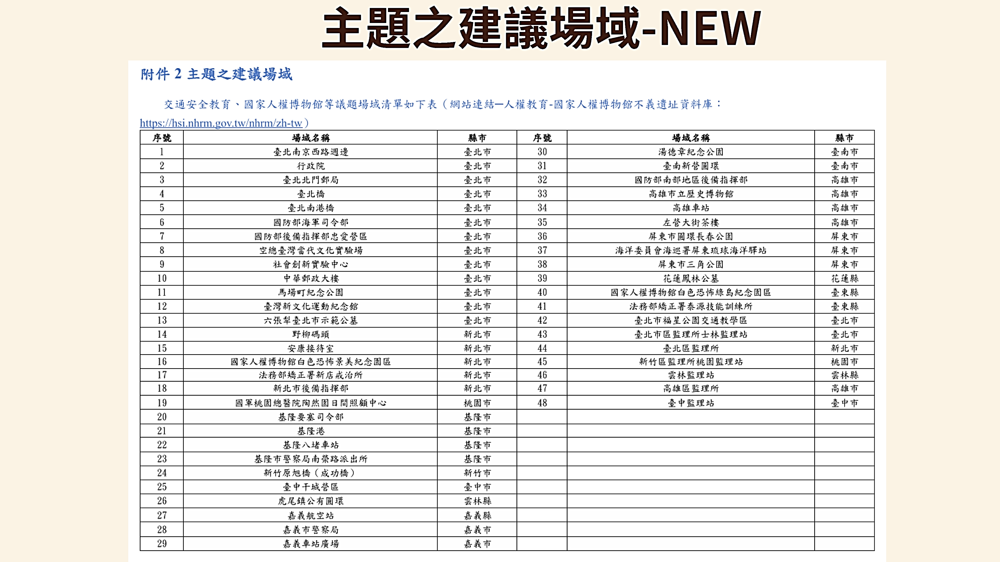 主題之建議場域-NEW
附件 2 主題之建議場域
交通安全教育、國家人權博物館等議題場域清單如下表（網站連結─人權教育-國家人權博物館不義遺址資料庫：
https://hsi.nhrm.gov.tw/nhrm/zh-tw）
序號 場域名稱 縣市 序號 場域名稱 縣市
1 臺北南京西路週邊 臺北市 30 湯德章紀念公園 臺南市
2 行政院 臺北市 31 臺南新營圓環 臺南市
3 臺北北門郵局 臺北市 32 國防部南部地區後備指揮部 高雄市
4 臺北橋 臺北市 33 高雄市立歷史博物館 高雄市
5 臺北南港橋 臺北市 34 高雄車站 高雄市
6 國防部海軍司令部 臺北市 35 左營大街茶樓 高雄市
7 國防部後備指揮部忠愛營區 臺北市 36 屏東市圓環長春公園 屏東市
8 空總臺灣當代文化實驗場 臺北市 37 海洋委員會海巡署屏東琉球海洋驛站 屏東市
9 社會創新實驗中心 臺北市 38 屏東市三角公園 屏東市
10 中華郵政大樓 臺北市 39 花蓮鳳林公墓 花蓮縣
11 馬場町紀念公園 臺北市 40 國家人權博物館白色恐怖綠島紀念園區 臺東縣
12 臺灣新文化運動紀念館 臺北市 41 法務部矯正署泰源技能訓練所 臺東縣
13 六張犁臺北市示範公墓 臺北市 42 臺北市福星公園交通教學區 臺北市
14 野柳碼頭 新北市 43 臺北市區監理所士林監理站 臺北市
15 安康接待室 新北市 44 臺北區監理所 新北市
16 國家人權博物館白色恐怖景美紀念園區 新北市 45 新竹區監理所桃園監理站 桃園市
17 法務部矯正署新店戒治所 新北市 46 雲林監理站 雲林縣
18 新北市後備指揮部 新北市 47 高雄區監理所 高雄市
19 國軍桃園總醫院陶然園日間照顧中心 桃園市 48 臺中監理站 臺中市
20 基隆要塞司令部 基隆市
21 基隆港 基隆市
22 基隆八堵車站 基隆市
23 基隆市警察局南榮路派出所 基隆市
24 新竹原旭橋（成功橋） 新竹市
25 臺中干城營區 臺中市
26 虎尾鎮公有圓環 雲林縣
27 嘉義航空站 嘉義縣
28 嘉義市警察局 嘉義市
29 嘉義車站廣場 嘉義市